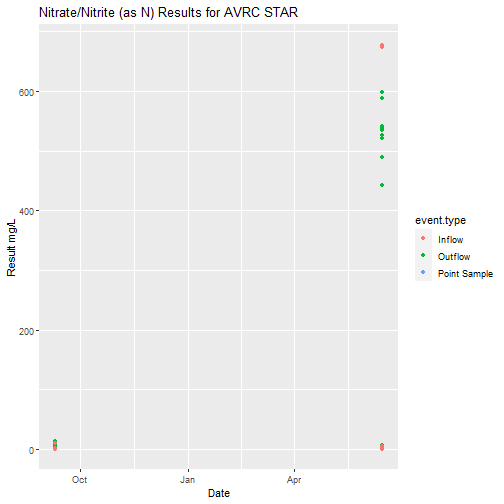 Nitrate/Nitrite (as N) Results for AVRC STAR
Result mg/L
600
400
200
0
Oct
Jan
Apr
Date
event.type
Inflow
Outflow
Point Sample